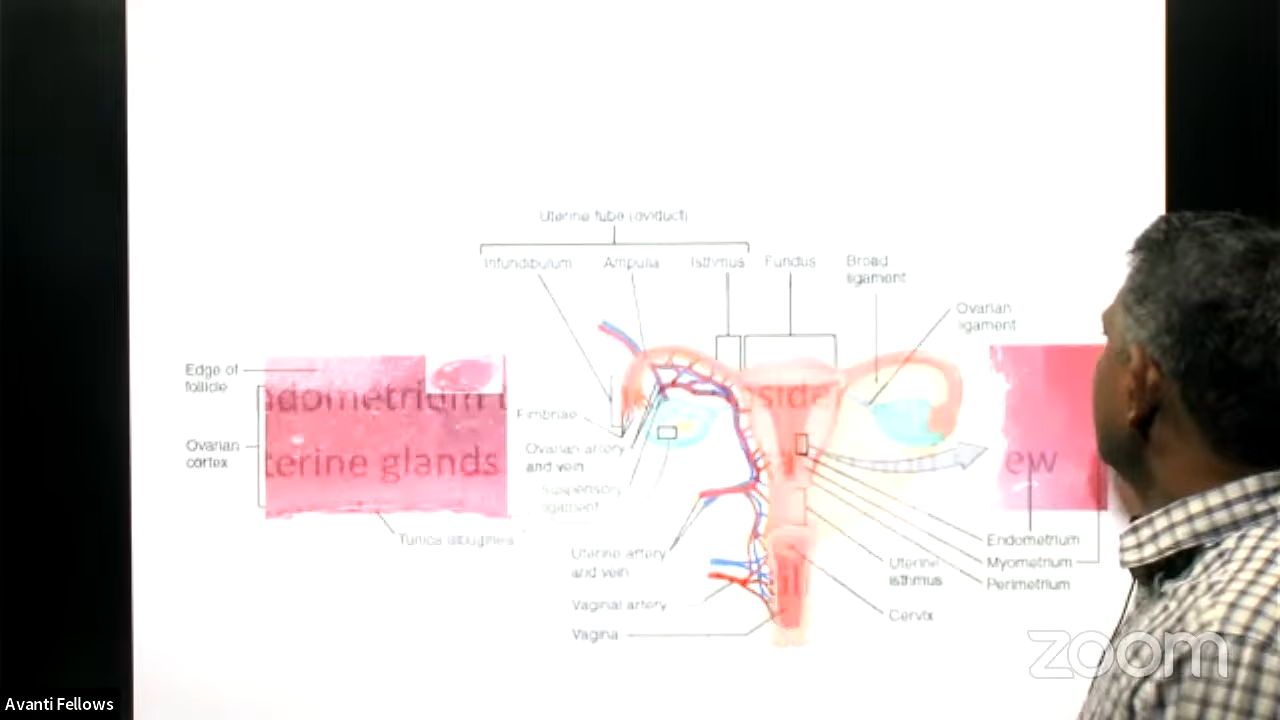 Uterine tube (oviduct)
Infundibulum Ampulla Isthmus Fundus Broad
ligament
Ovarian
ligament
Edge of
follicle
Ovarian
cortex
terine glands
Tunica albuginea
Fimbriae
Ovarian artery
and vein
Suspensory
ligament
Uterine artery
and vein
Vaginal artery
Vagina
side
ew
Endometrium
Myometrium
Perimetrium
Uterine
isthmus
Cervix
zoom
Avanti Fellows